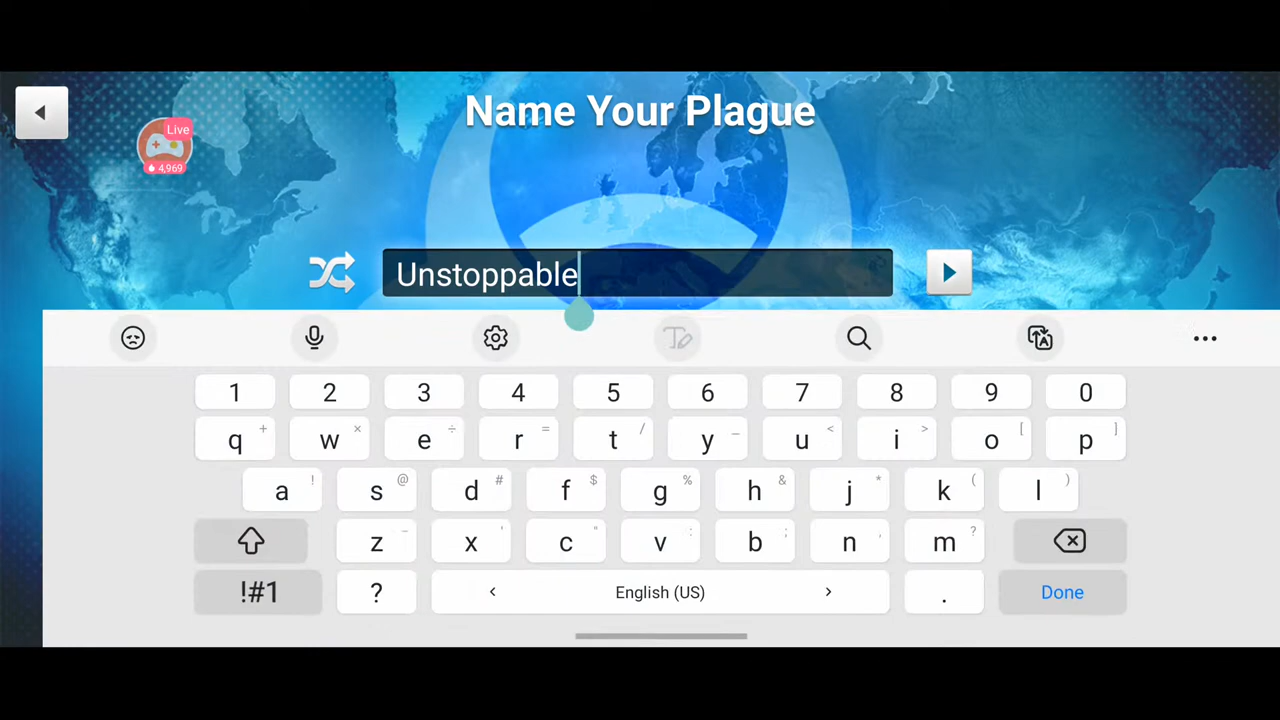 Name Your Plague
Live
4,969
Unstoppable
1 2 3 4 5 6 7 8 9 0
q + w × e ÷ r = t / y _ u < i > o [ p ]
a ! s @ d # f $ g % h & j * k ( l )
z - x ' c " v : b ; n , m ?
!#1 ? < English (US) > . Done